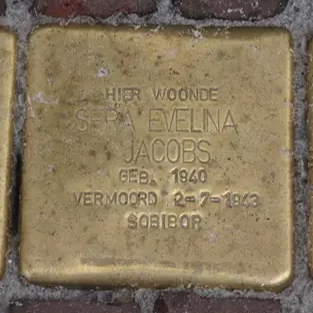 HIER WOONDE
SERA EVELINA
JACOBS
GEB. 1940
VERMOORD 2-7-1943
SOBIBOR